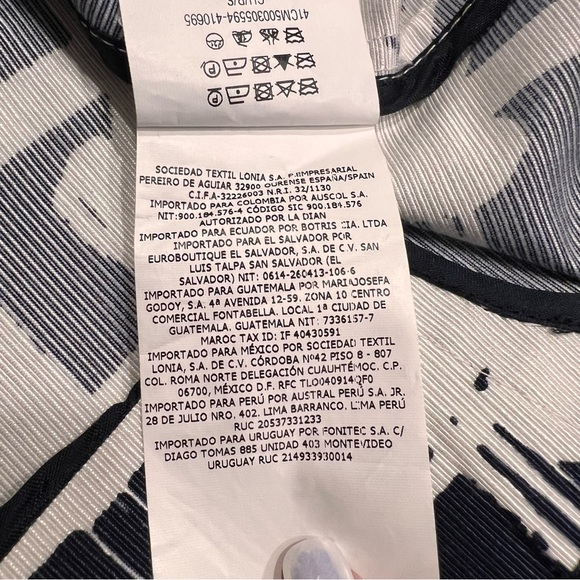 41CM500305594-410695
SOCIEDAD TEXTIL LONIA S.A. P.EMPRESARIAL
PEREIRO DE AGUIAR 32900 OURENSE ESPAÑA/SPAIN
C.I.F.A-32226003 N.R.I. 32/1130
IMPORTADO PARA COLOMBIA POR AUSCOL S.A.
NIT:900.184.576-4 CÓDIGO SIC 900.184.576
AUTORIZADO POR LA DIAN
IMPORTADO PARA ECUADOR POR BOTRIS CIA. LTDA
IMPORTADO PARA EL SALVADOR POR
EUROBOUTIQUE EL SALVADOR, S.A. DE C.V. SAN
LUIS TALPA SAN SALVADOR (EL
SALVADOR) NIT: 0614-260413-106-6
IMPORTADO PARA GUATEMALA POR MARIAJOSEFA
GODOY, S.A. 4ª AVENIDA 12-59. ZONA 10 CENTRO
COMERCIAL FONTABELLA. LOCAL 1ª CIUDAD DE
GUATEMALA. GUATEMALA NIT: 7336157-7
MAROC TAX ID: IF 40430591
IMPORTADO PARA MÉXICO POR SOCIEDAD TEXTIL
LONIA, S.A. DE C.V. CÓRDOBA Nº42 PISO 8 - 807
COL. ROMA NORTE DELEGACIÓN CUAUHTÉMOC. C.P.
06700, MÉXICO D.F. RFC TLO040914QF0
IMPORTADO PARA PERÚ POR AUSTRAL PERÚ S.A. JR.
28 DE JULIO NRO. 402. LIMA BARRANCO. LIMA PERÚ
RUC 20537331233
IMPORTADO PARA URUGUAY POR FONITEC S.A. C/
DIAGO TOMAS 885 UNIDAD 403 MONTEVIDEO
URUGUAY RUC 214933930014